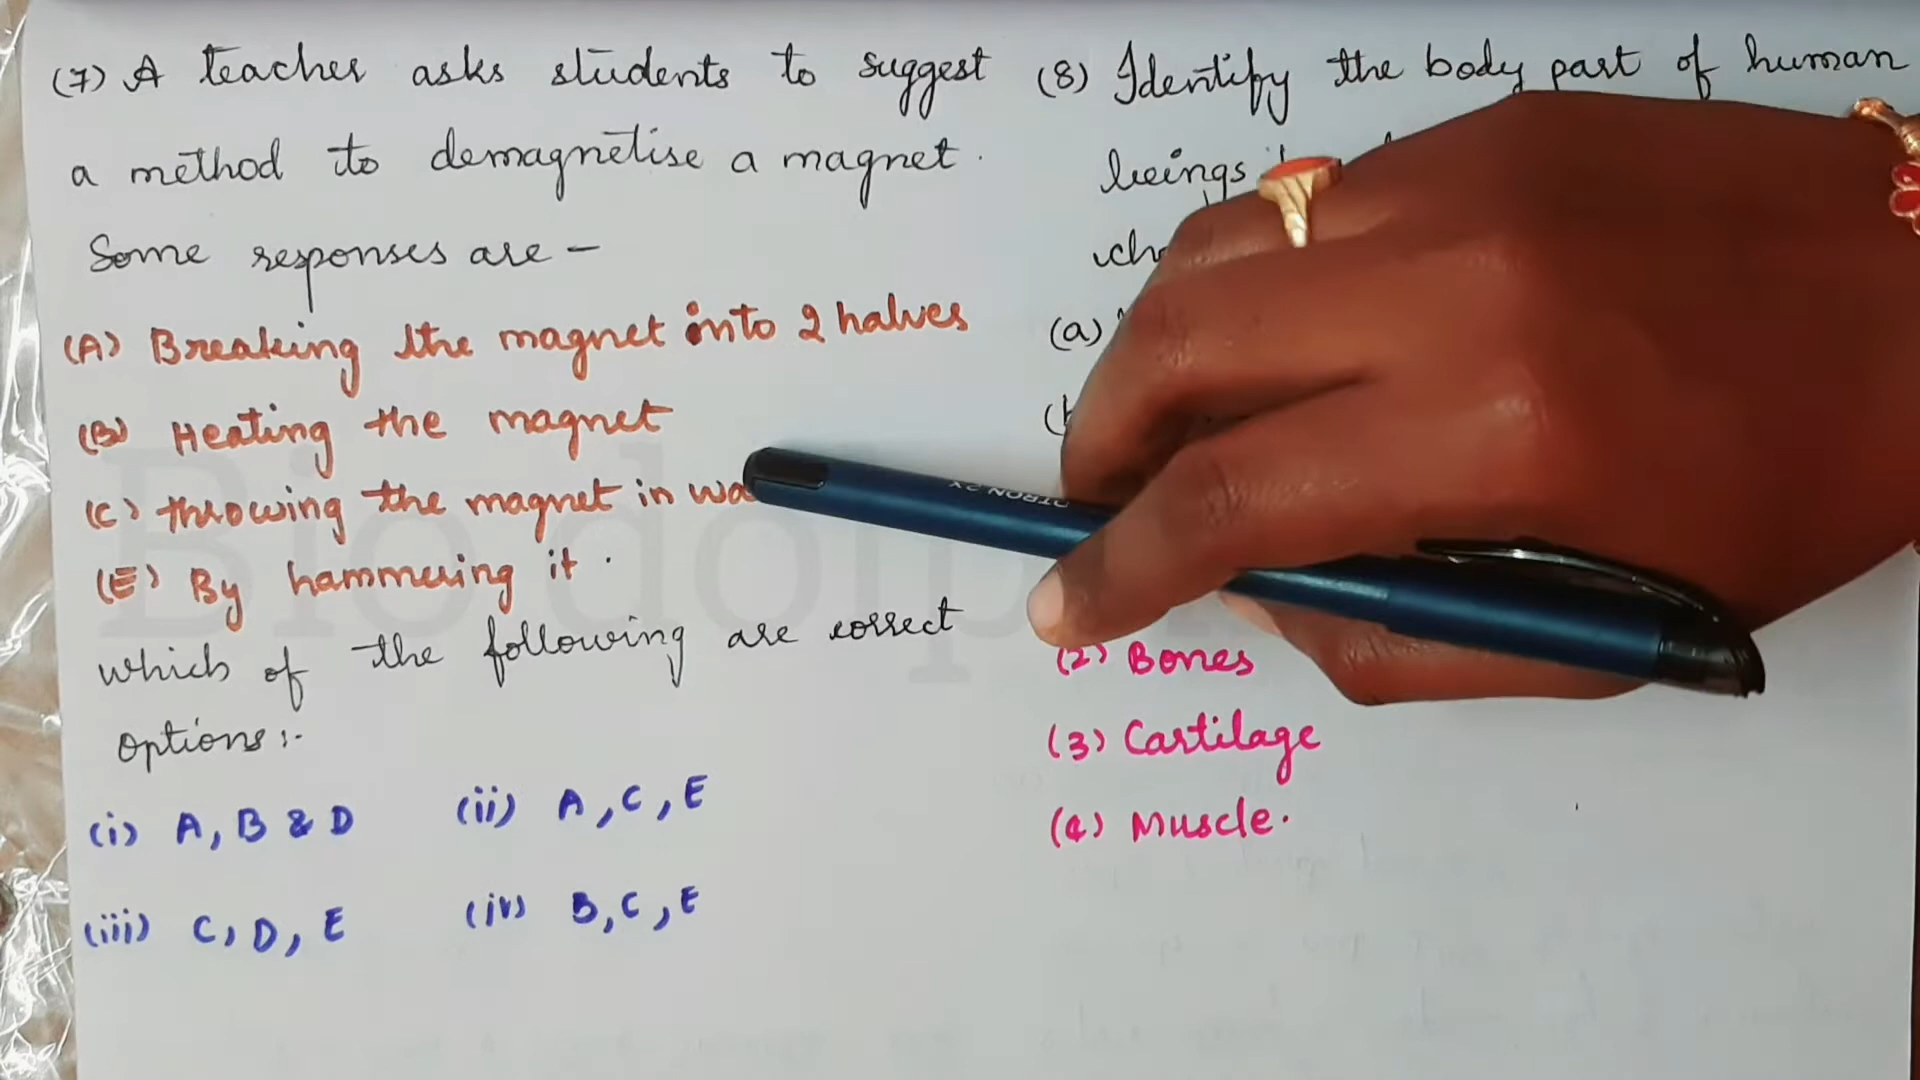 (7) A teacher asks students to suggest
a method to demagnetise a magnet.
Some responses are -
(A) Breaking the magnet into 2 halves
(B) Heating the magnet
(C) throwing the magnet in
(E) By hammering it.
which of the following are correct
options:-
(i) A, B & D (ii) A, C, E
(iii) C, D, E (iv) B, C, E
(8) Identify the body part of human
beings
(a)
(2) Bones
(3) Cartilage
(4) Muscle.